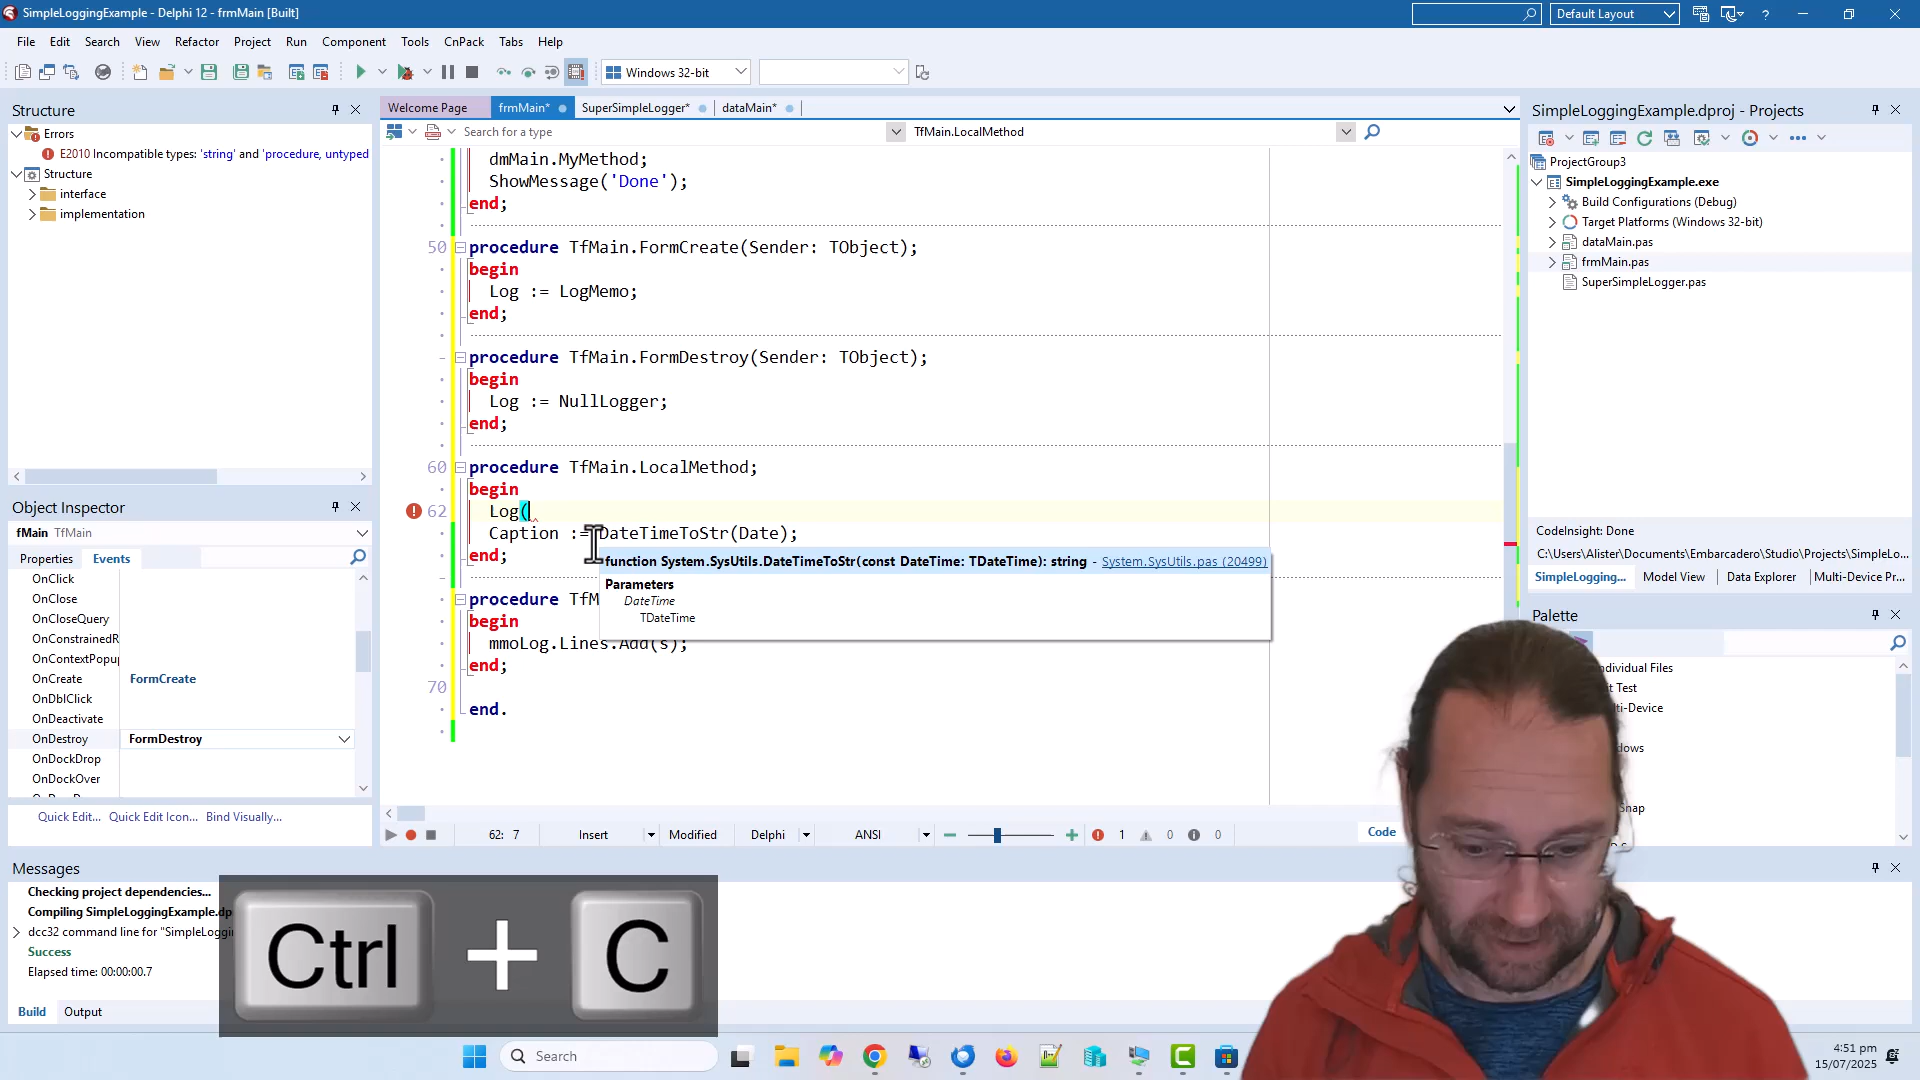 SimpleLoggingExample - Delphi 12 - frmMain [Built]
Default Layout
File Edit Search View Refactor Project Run Component Tools CnPack Tabs Help
Windows 32-bit
Structure
Errors
E2010 Incompatible types: 'string' and 'procedure, untyped
Structure
interface
implementation
Welcome Page frmMain* SuperSimpleLogger* dataMain*
Search for a type TfMain.LocalMethod
dmMain.MyMethod;
ShowMessage('Done');
end;
50 procedure TfMain.FormCreate(Sender: TObject);
begin
Log := LogMemo;
end;
procedure TfMain.FormDestroy(Sender: TObject);
begin
Log := NullLogger;
end;
60 procedure TfMain.LocalMethod;
begin
62 Log(
Caption := DateTimeToStr(Date);
end;
function System.SysUtils.DateTimeToStr(const DateTime: TDateTime): string - System.SysUtils.pas (20499)
Parameters
DateTime
TDateTime
procedure TfM
begin
mmoLog.Lines.Add(s);
end;
70
end.
62: 7 Insert Modified Delphi ANSI 1 0 0 Code
Object Inspector
fMain TfMain
Properties Events
OnClick
OnClose
OnCloseQuery
OnConstrainedR
OnContextPopu
OnCreate FormCreate
OnDblClick
OnDeactivate
OnDestroy FormDestroy
OnDockDrop
OnDockOver
Quick Edit... Quick Edit Icon... Bind Visually...
Messages
Checking project dependencies...
Compiling SimpleLoggingExample.dp
dcc32 command line for "SimpleLoggi
Success
Elapsed time: 00:00:00.7
Build Output
Ctrl + C
SimpleLoggingExample.dproj - Projects
ProjectGroup3
SimpleLoggingExample.exe
Build Configurations (Debug)
Target Platforms (Windows 32-bit)
dataMain.pas
frmMain.pas
SuperSimpleLogger.pas
CodeInsight: Done
C:\Users\Alister\Documents\Embarcadero\Studio\Projects\SimpleLo...
SimpleLogging... Model View Data Explorer Multi-Device Pr...
Palette
ndividual Files
it Test
lti-Device
dows
Snap
Search
4:51 pm
15/07/2025